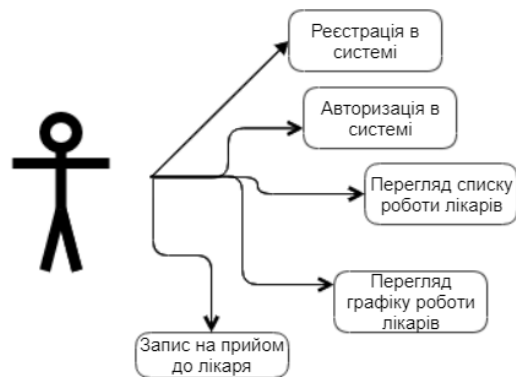 Реєстрація в
системі
Авторизація в
системі
Перегляд списку
роботи лікарів
Перегляд
графіку роботи
лікарів
Запис на прийом
до лікаря